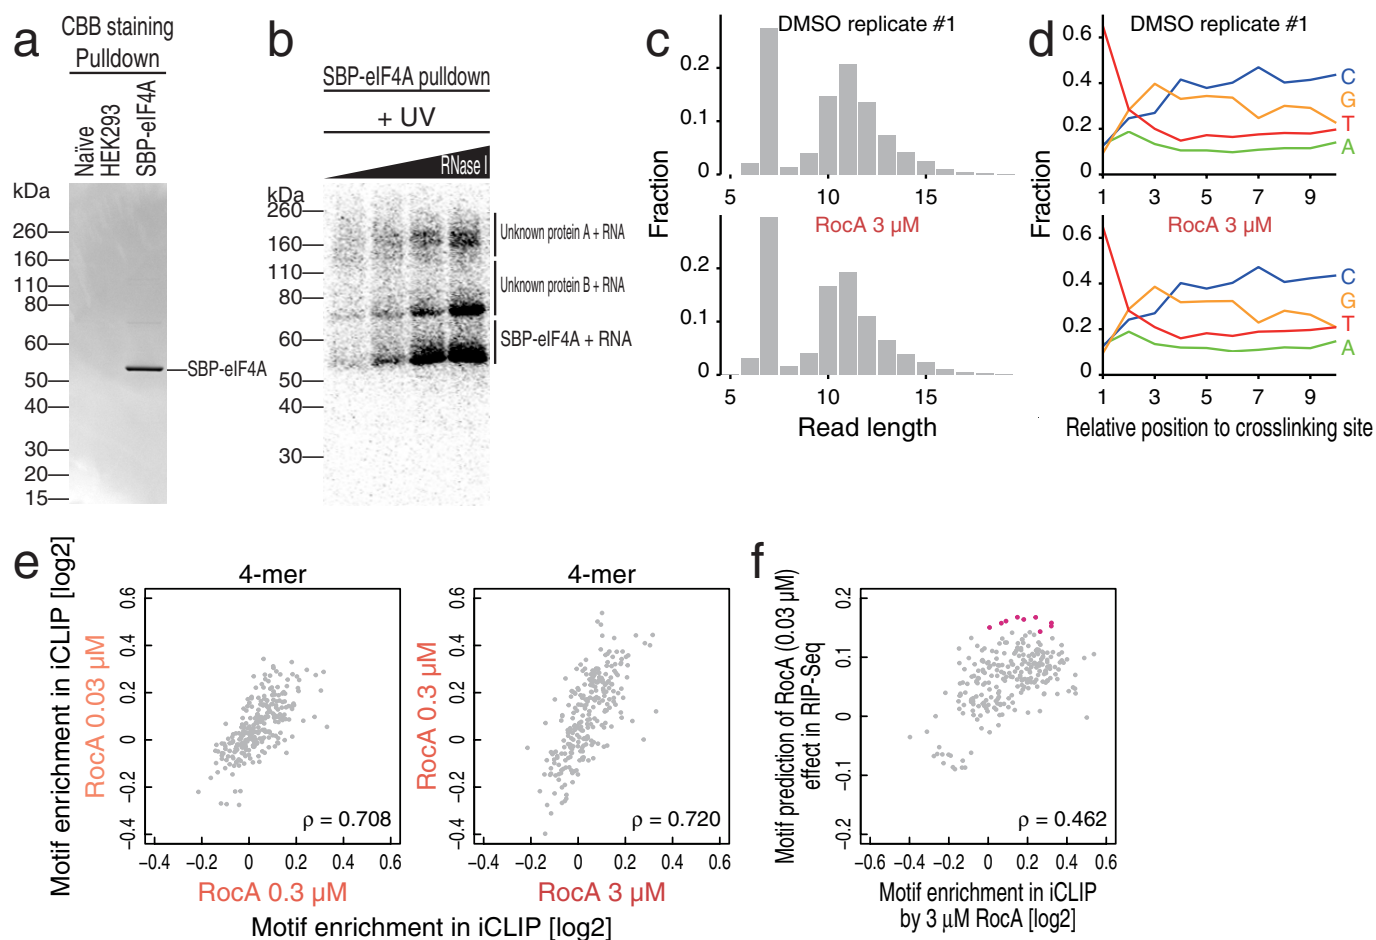 a
CBB staining
Pulldown
Naïve
HEK293
SBP-eIF4A
kDa
260
160
110
80
60
50
40
30
20
15
SBP-eIF4A
b
SBP-eIF4A pulldown
+ UV
RNase I
kDa
260
160
110
80
60
50
40
30
Unknown protein A + RNA
Unknown protein B + RNA
SBP-eIF4A + RNA
c
DMSO replicate #1
0.2
0.1
0
5 10 15
RocA 3 µM
0.2
0.1
0
5 10 15
Fraction
Read length
d
DMSO replicate #1
0.6
0.4
0.2
0
C
G
T
A
1 3 5 7 9
RocA 3 µM
0.6
0.4
0.2
0
C
G
T
A
1 3 5 7 9
Fraction
Relative position to crosslinking site
e
Motif enrichment in iCLIP [log2]
4-mer
RocA 0.03 µM
0.6
0.4
0.2
0
−0.2
−0.4
ρ = 0.708
−0.4 −0.2 0 0.2 0.4 0.6
RocA 0.3 µM
4-mer
RocA 0.3 µM
0.6
0.4
0.2
0
−0.2
−0.4
ρ = 0.720
−0.4 −0.2 0 0.2 0.4 0.6
RocA 3 µM
Motif enrichment in iCLIP [log2]
f
Motif prediction of RocA (0.03 µM)
effect in RIP-Seq
0.2
0.1
0
−0.1
−0.2
ρ = 0.462
−0.6 −0.4 −0.2 0 0.2 0.4 0.6
Motif enrichment in iCLIP
by 3 µM RocA [log2]